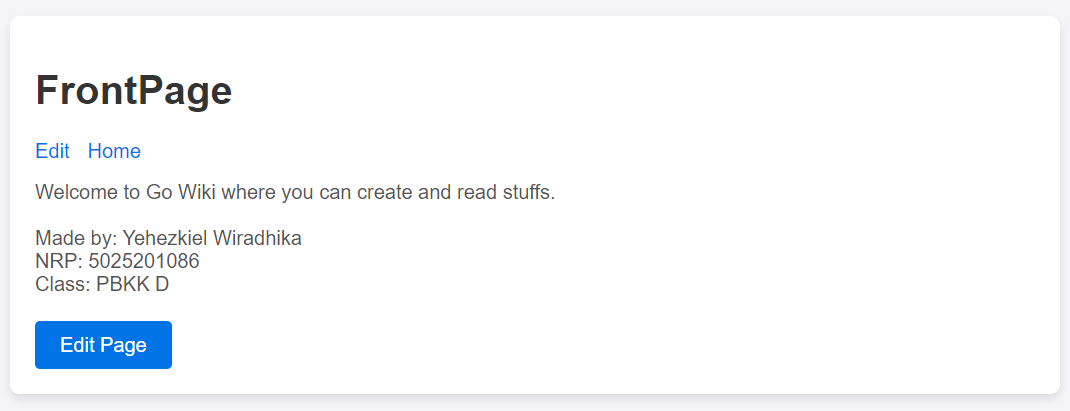 FrontPage
Edit Home
Welcome to Go Wiki where you can create and read stuffs.
Made by: Yehezkiel Wiradhika
NRP: 5025201086
Class: PBKK D
Edit Page